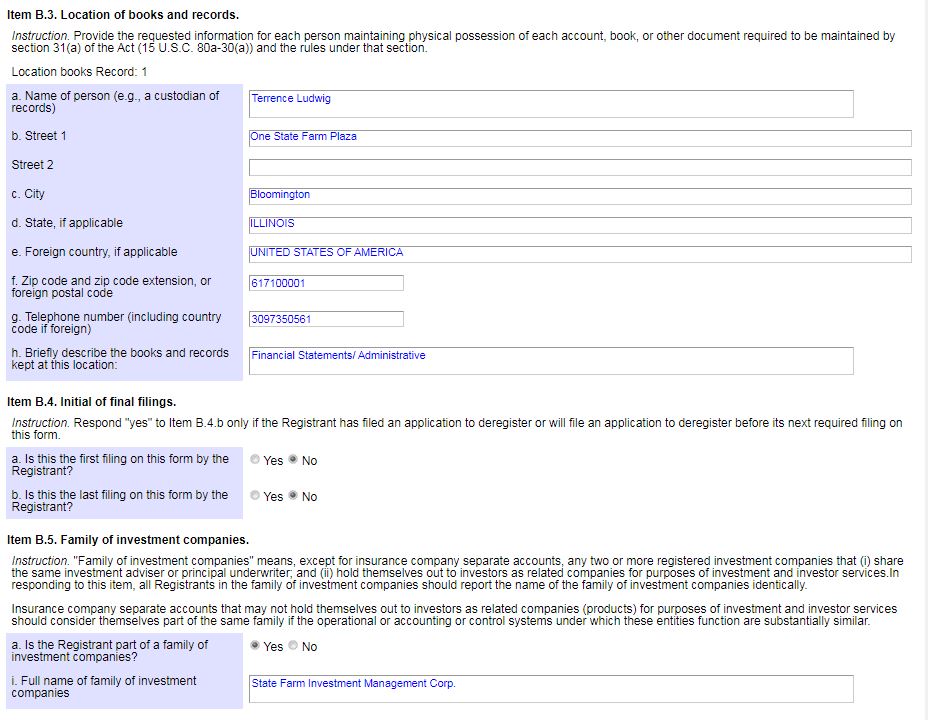 Item B.3. Location of books and records.
Instruction. Provide the requested information for each person maintaining physical possession of each account, book, or other document required to be maintained by
section 31(a) of the Act (15 U.S.C. 80a-30(a)) and the rules under that section.
Location books Record: 1
a. Name of person (e.g., a custodian of
records)
Terrence Ludwig
b. Street 1
One State Farm Plaza
Street 2
c. City
Bloomington
d. State, if applicable
ILLINOIS
e. Foreign country, if applicable
UNITED STATES OF AMERICA
f. Zip code and zip code extension, or
foreign postal code
617100001
g. Telephone number (including country
code if foreign)
3097350561
h. Briefly describe the books and records
kept at this location:
Financial Statements/ Administrative
Item B.4. Initial of final filings.
Instruction. Respond "yes" to Item B.4.b only if the Registrant has filed an application to deregister or will file an application to deregister before its next required filing on
this form.
a. Is this the first filing on this form by the
Registrant?
Yes No
b. Is this the last filing on this form by the
Registrant?
Yes No
Item B.5. Family of investment companies.
Instruction. "Family of investment companies" means, except for insurance company separate accounts, any two or more registered investment companies that (i) share
the same investment adviser or principal underwriter; and (ii) hold themselves out to investors as related companies for purposes of investment and investor services.In
responding to this item, all Registrants in the family of investment companies should report the name of the family of investment companies identically.
Insurance company separate accounts that may not hold themselves out to investors as related companies (products) for purposes of investment and investor services
should consider themselves part of the same family if the operational or accounting or control systems under which these entities function are substantially similar.
a. Is the Registrant part of a family of
investment companies?
Yes No
i. Full name of family of investment
companies
State Farm Investment Management Corp.